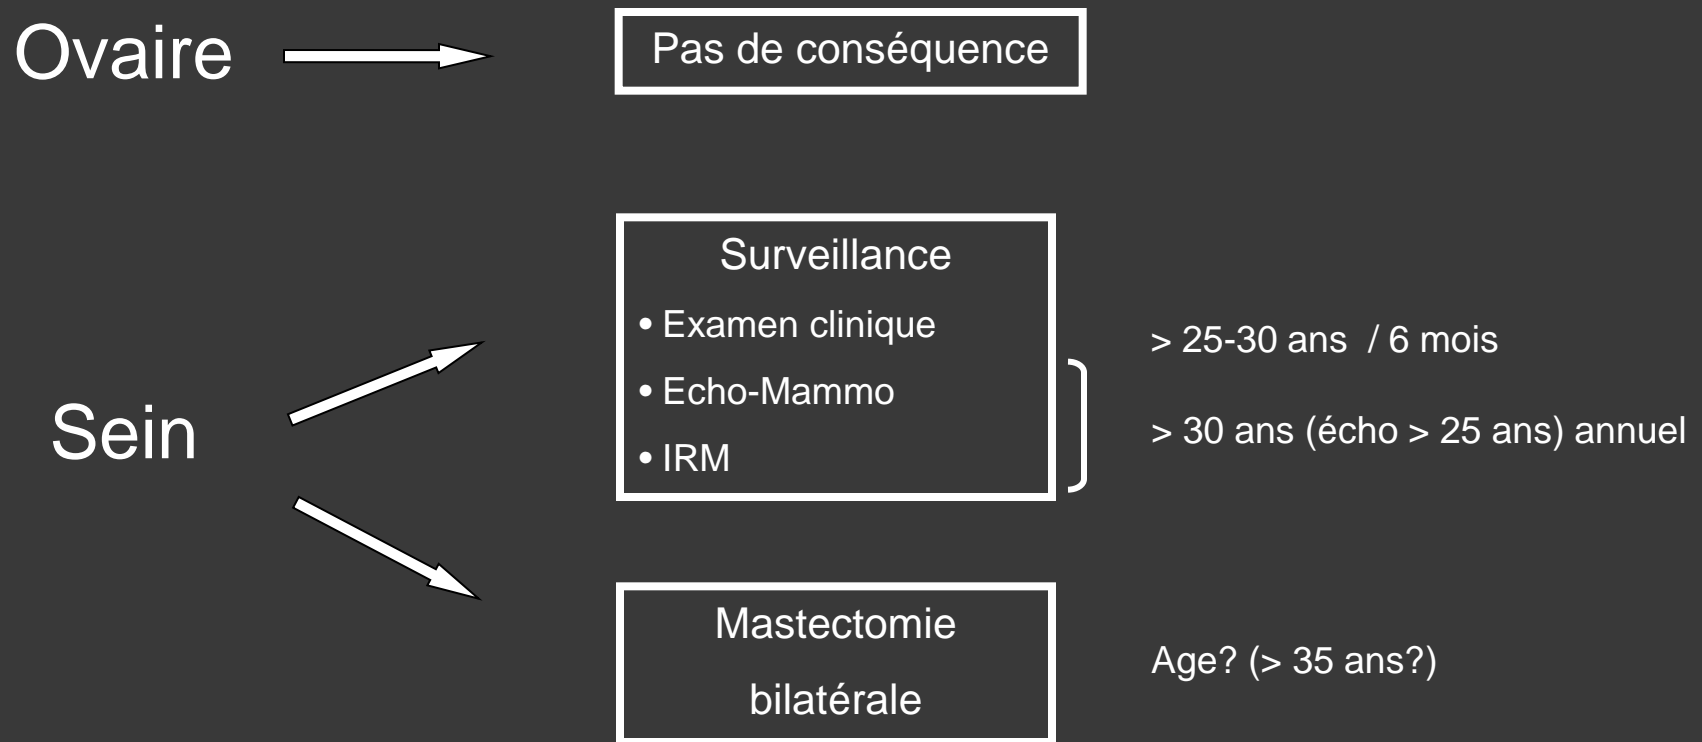 Ovaire
Pas de conséquence
Sein
Surveillance
• Examen clinique
• Echo-Mammo
• IRM
> 25-30 ans / 6 mois
> 30 ans (écho > 25 ans) annuel
Mastectomie
bilatérale
Age? (> 35 ans?)